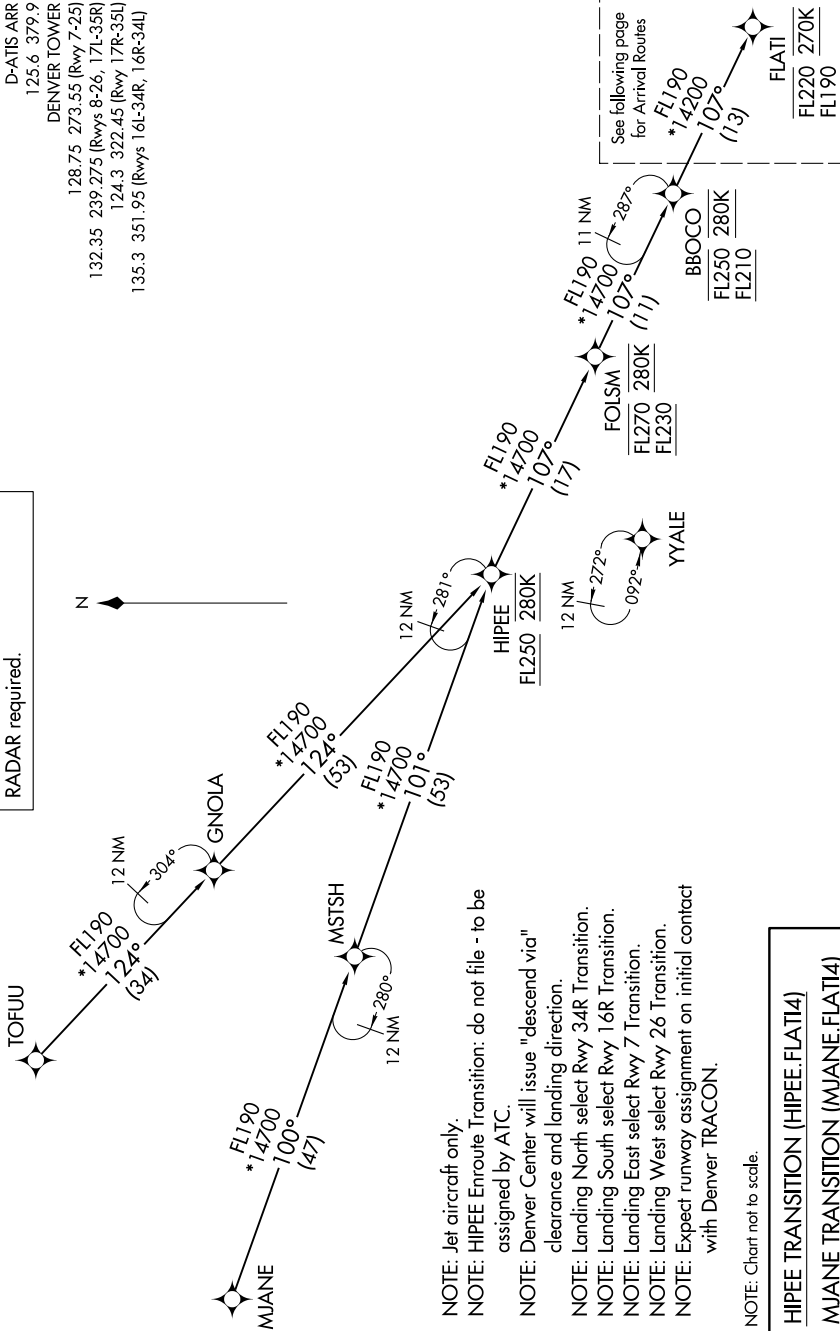 RADAR required.
D-ATIS ARR
125.6 379.9
DENVER TOWER
128.75 273.55 (Rwy 7-25)
132.35 239.275 (Rwys 8-26, 17L-35R)
124.3 322.45 (Rwy 17R-35L)
135.3 351.95 (Rwys 16L-34R, 16R-34L)
N
TOFUU
FL190
*14700
124°
(34)
12 NM
304°
GNOLA
FL190
*14700
124°
(53)
MJANE
FL190
*14700
100°
(47)
MSTSH
280°
12 NM
FL190
*14700
101°
(53)
12 NM
281°
HIPEE
FL250 280K
FL190
*14700
107°
(17)
12 NM
272°
092°
YYALE
FOLSM
FL270 280K
FL230
FL190
*14700
107°
(11)
11 NM
287°
BBOCO
FL250 280K
FL210
FL190
*14200
107°
(13)
See following page
for Arrival Routes
FLATI
FL220 270K
FL190
NOTE: Jet aircraft only.
NOTE: HIPEE Enroute Transition: do not file - to be
assigned by ATC.
NOTE: Denver Center will issue "descend via"
clearance and landing direction.
NOTE: Landing North select Rwy 34R Transition.
NOTE: Landing South select Rwy 16R Transition.
NOTE: Landing East select Rwy 7 Transition.
NOTE: Landing West select Rwy 26 Transition.
NOTE: Expect runway assignment on initial contact
with Denver TRACON.
NOTE: Chart not to scale.
HIPEE TRANSITION (HIPEE.FLATI4)
MJANE TRANSITION (MJANE.FLATI4)